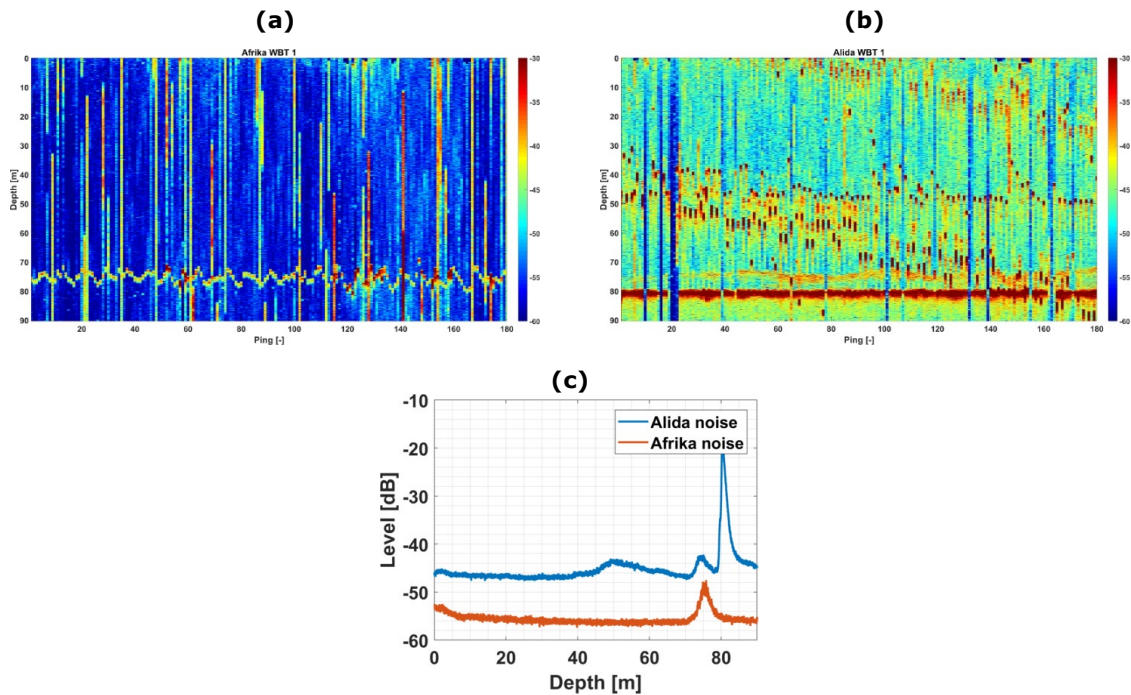 (a)
Afrika WBT 1
0
10
20
30
40
50
60
70
80
90
Depth [m]
20 40 60 80 100 120 140 160 180
Ping [-]
-30
-35
-40
-45
-50
-55
-60
(b)
Alida WBT 1
0
10
20
30
40
50
60
70
80
90
Depth [m]
20 40 60 80 100 120 140 160 180
Ping [-]
-30
-35
-40
-45
-50
-55
-60
(c)
-10
-20
-30
-40
-50
-60
Level [dB]
Alida noise
Afrika noise
0 20 40 60 80
Depth [m]